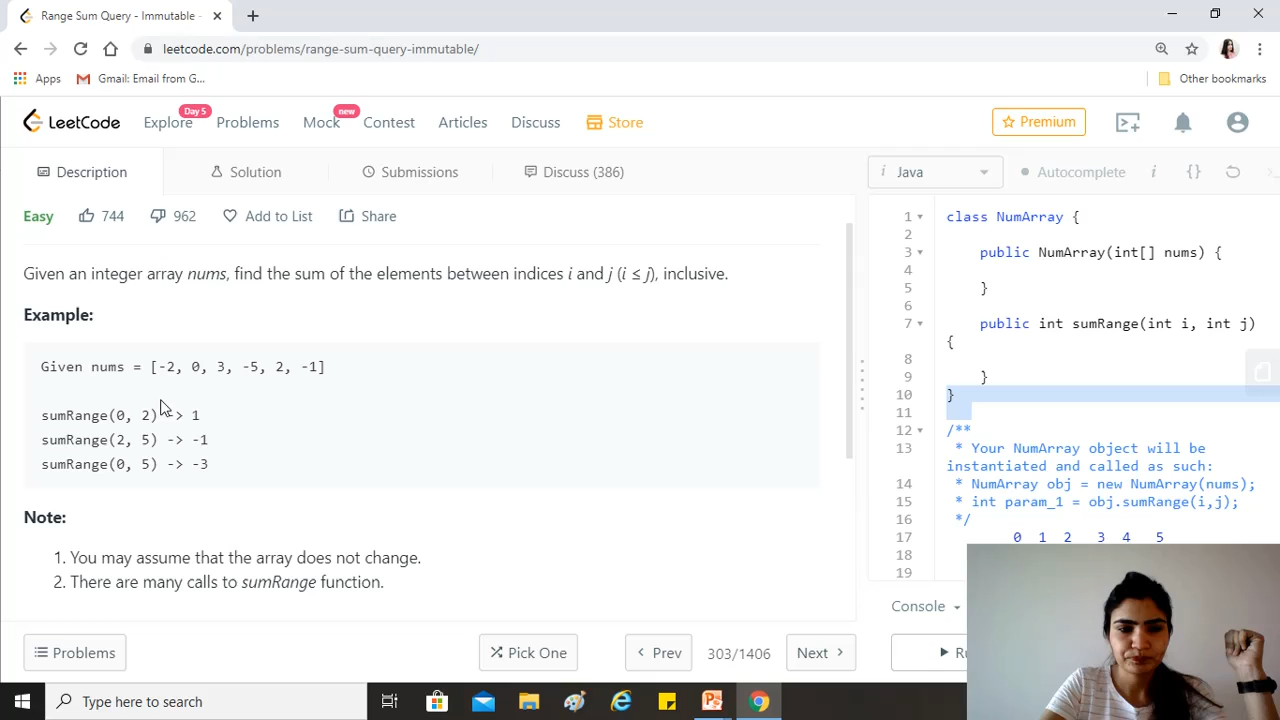 Range Sum Query - Immutable -
leetcode.com/problems/range-sum-query-immutable/
Apps Gmail: Email from G... Other bookmarks
LeetCode Explore Day 5 Problems Mock new Contest Articles Discuss Store Premium
Description Solution Submissions Discuss (386) i Java Autocomplete i {}
Easy 744 962 Add to List Share
Given an integer array nums, find the sum of the elements between indices i and j (i ≤ j), inclusive.
Example:
Given nums = [-2, 0, 3, -5, 2, -1]
sumRange(0, 2) -> 1
sumRange(2, 5) -> -1
sumRange(0, 5) -> -3
Note:
1. You may assume that the array does not change.
2. There are many calls to sumRange function.
Problems Pick One Prev 303/1406 Next
1 class NumArray {
2
3 public NumArray(int[] nums) {
4
5 }
6
7 public int sumRange(int i, int j)
{
8
9 }
10 }
11
12 /**
13 * Your NumArray object will be
instantiated and called as such:
14 * NumArray obj = new NumArray(nums);
15 * int param_1 = obj.sumRange(i,j);
16 */
17 0 1 2 3 4 5
18
19
Console
Type here to search